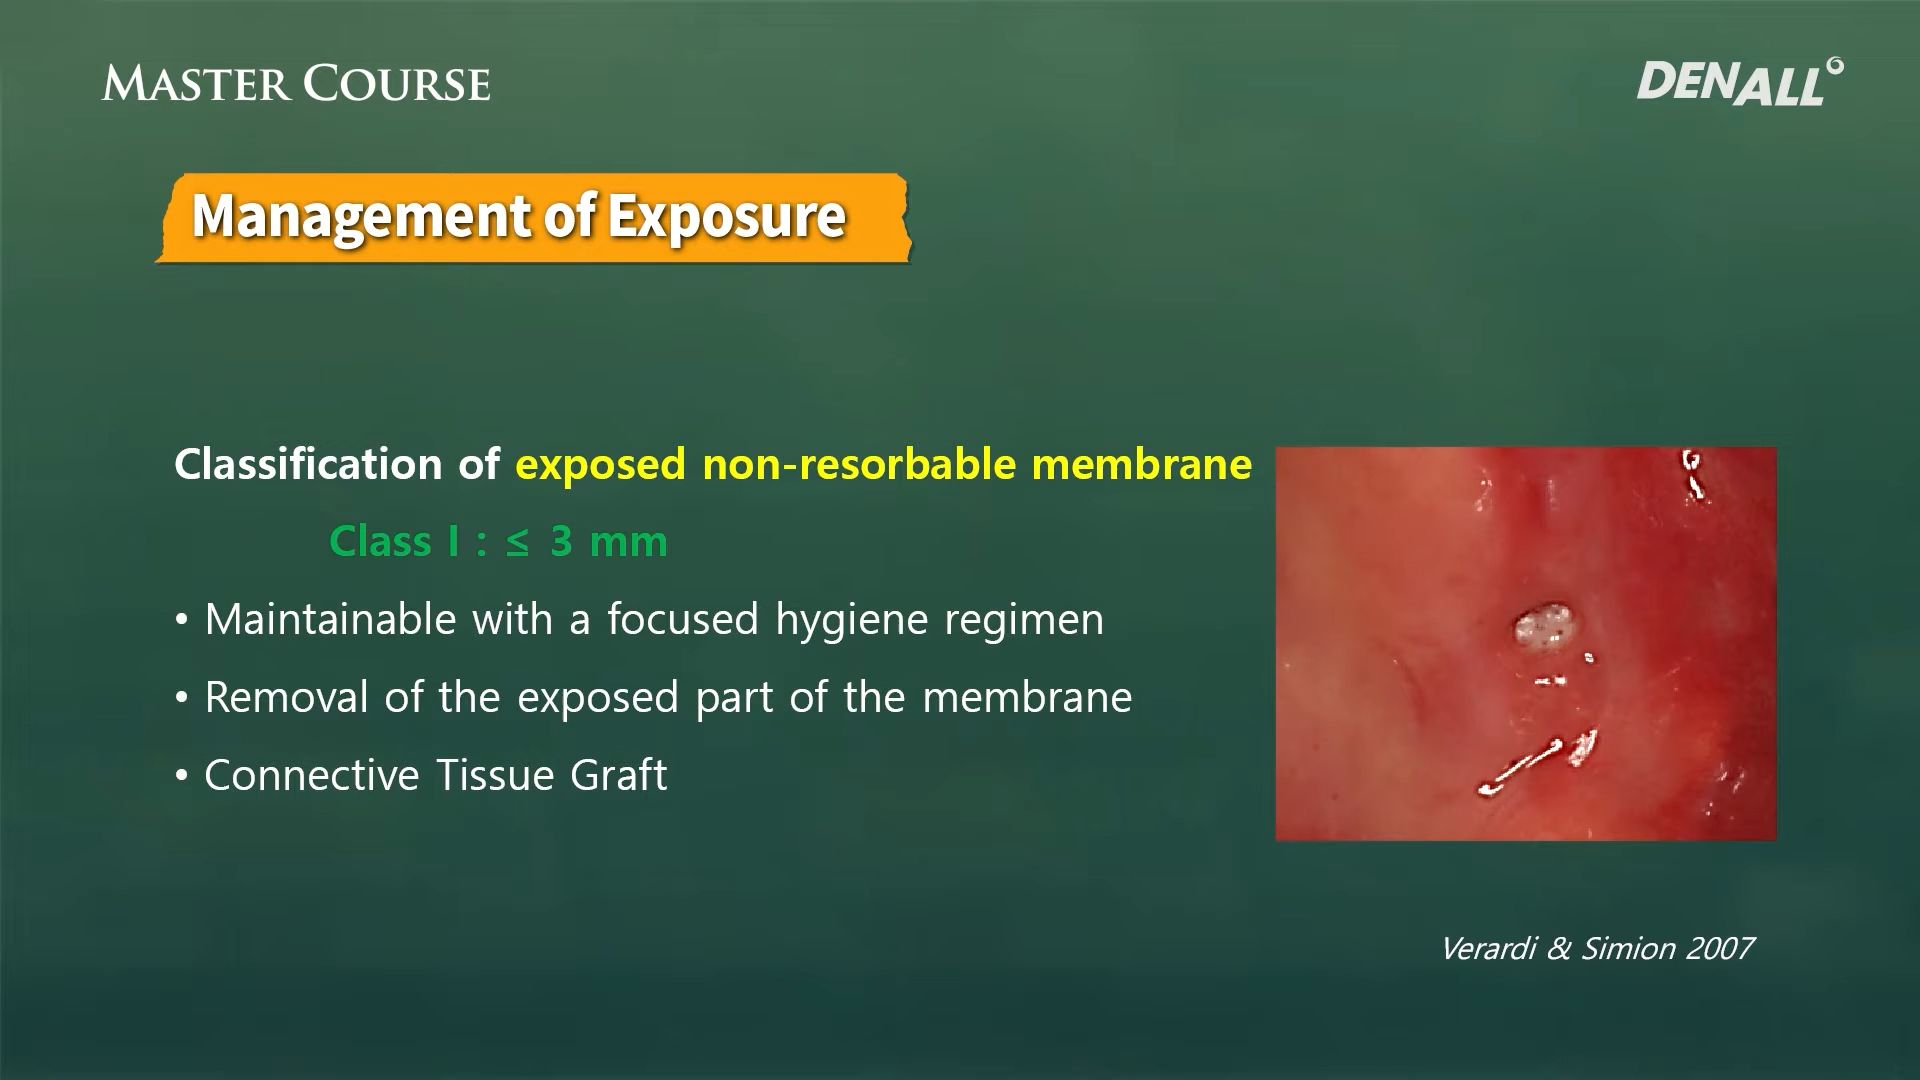 MASTER COURSE
DENALL
Management of Exposure
Classification of exposed non-resorbable membrane
Class I : ≤ 3 mm
• Maintainable with a focused hygiene regimen
• Removal of the exposed part of the membrane
• Connective Tissue Graft
Verardi & Simion 2007